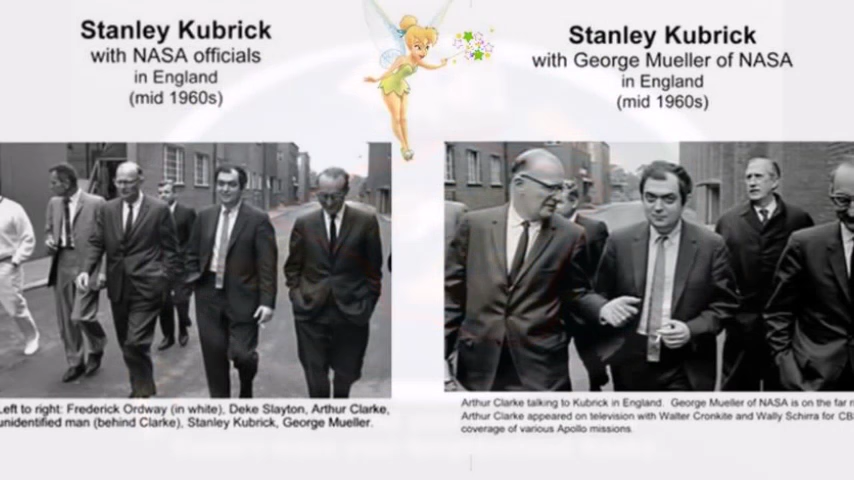 Stanley Kubrick
with NASA officials
in England
(mid 1960s)
Left to right: Frederick Ordway (in white), Deke Slayton, Arthur Clarke,
unidentified man (behind Clarke), Stanley Kubrick, George Mueller.
Stanley Kubrick
with George Mueller of NASA
in England
(mid 1960s)
Arthur Clarke talking to Kubrick in England. George Mueller of NASA is on the far
Arthur Clarke appeared on television with Walter Cronkite and Wally Schirra for CB
coverage of various Apollo missions.